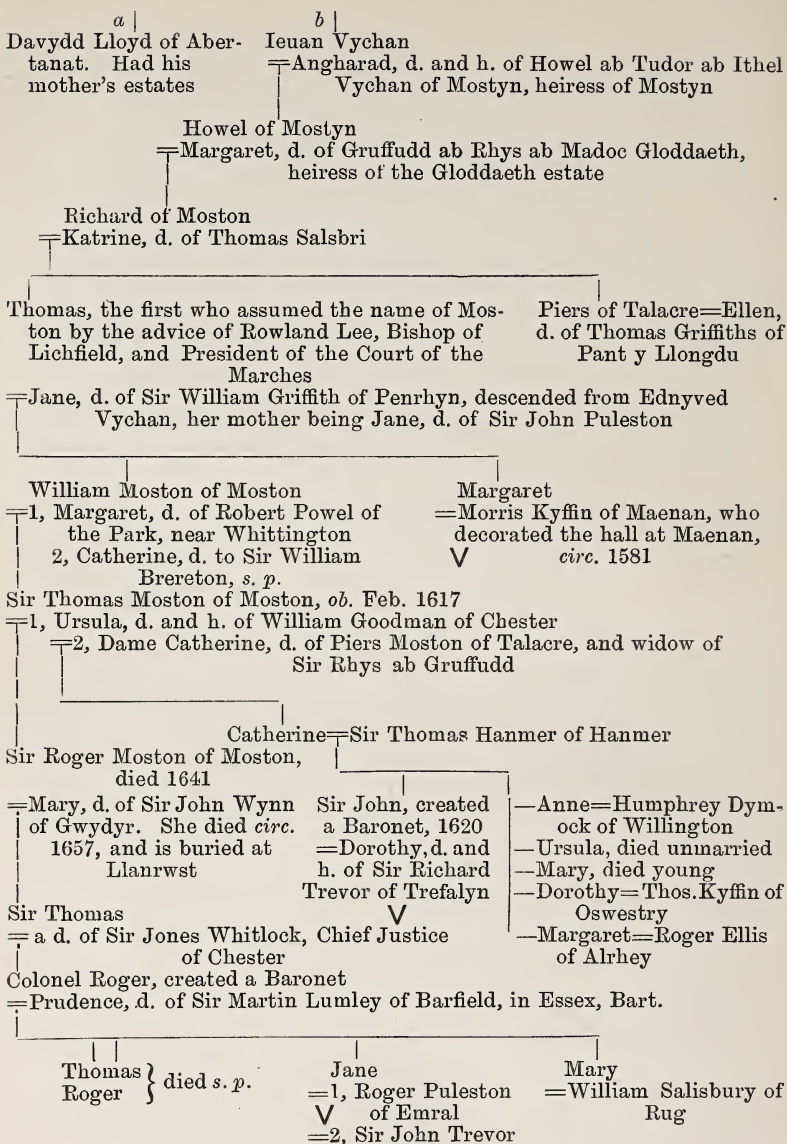 a b
Davydd Lloyd of Aber-
tanat. Had his
mother's estates
Ieuan Vychan
=Angharad, d. and h. of Howel ab Tudor ab Ithel
Vychan of Mostyn, heiress of Mostyn
Howel of Mostyn
=Margaret, d. of Gruffudd ab Rhys ab Madoc Gloddaeth,
heiress of the Gloddaeth estate
Richard of Moston
=Katrine, d. of Thomas Salsbri
Thomas, the first who assumed the name of Mos-
ton by the advice of Rowland Lee, Bishop of
Lichfield, and President of the Court of the
Marches
=Jane, d. of Sir William Griffith of Penrhyn, descended from Ednyved
Vychan, her mother being Jane, d. of Sir John Puleston
Piers of Talacre=Ellen,
d. of Thomas Griffiths of
Pant y Llongdu
William Moston of Moston
=1, Margaret, d. of Robert Powel of
the Park, near Whittington
2, Catherine, d. to Sir William
Brereton, s. p.
Margaret
=Morris Kyffin of Maenan, who
decorated the hall at Maenan,
V circ. 1581
Sir Thomas Moston of Moston, ob. Feb. 1617
=1, Ursula, d. and h. of William Goodman of Chester
=2, Dame Catherine, d. of Piers Moston of Talacre, and widow of
Sir Rhys ab Gruffudd
Catherine=Sir Thomas Hanmer of Hanmer
Sir Roger Moston of Moston,
died 1641
=Mary, d. of Sir John Wynn
of Gwydyr. She died circ.
1657, and is buried at
Llanrwst
Sir John, created
a Baronet, 1620
=Dorothy, d. and
h. of Sir Richard
Trevor of Trefalyn
V
—Anne=Humphrey Dym-
ock of Willington
—Ursula, died unmarried
—Mary, died young
—Dorothy=Thos. Kyffin of
Oswestry
—Margaret=Roger Ellis
of Alrhey
Sir Thomas
= a d. of Sir Jones Whitlock, Chief Justice
of Chester
Colonel Roger, created a Baronet
=Prudence, d. of Sir Martin Lumley of Barfield, in Essex, Bart.
Thomas
Roger } died s. p.
Jane
=1, Roger Puleston
V of Emral
=2, Sir John Trevor
Mary
=William Salisbury of
Rug